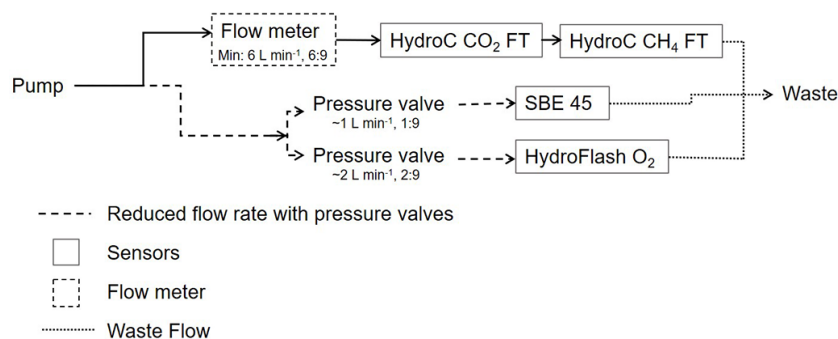 Pump
Flow meter
Min: 6 L min⁻¹, 6:9
HydroC CO₂ FT
HydroC CH₄ FT
Waste
Pressure valve
~1 L min⁻¹, 1:9
SBE 45
Pressure valve
~2 L min⁻¹, 2:9
HydroFlash O₂
Reduced flow rate with pressure valves
Sensors
Flow meter
Waste Flow